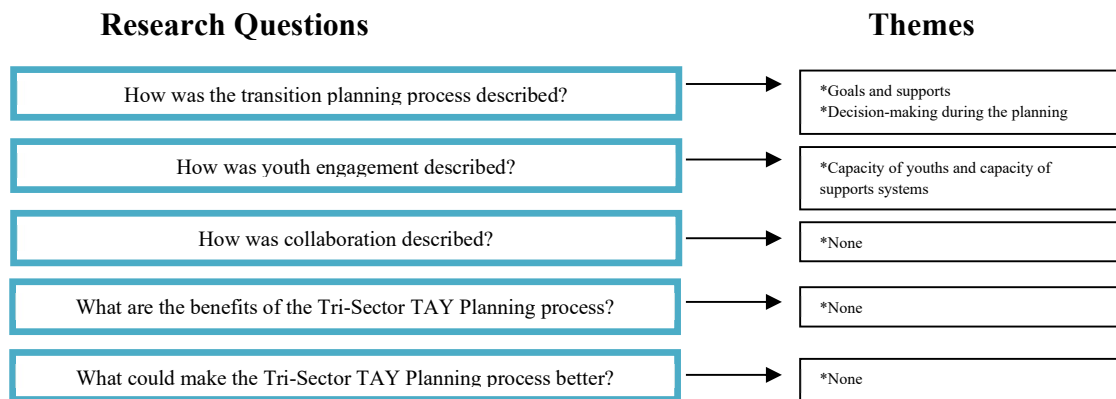 Research Questions
Themes
How was the transition planning process described?
*Goals and supports
*Decision-making during the planning
How was youth engagement described?
*Capacity of youths and capacity of
supports systems
How was collaboration described?
*None
What are the benefits of the Tri-Sector TAY Planning process?
*None
What could make the Tri-Sector TAY Planning process better?
*None